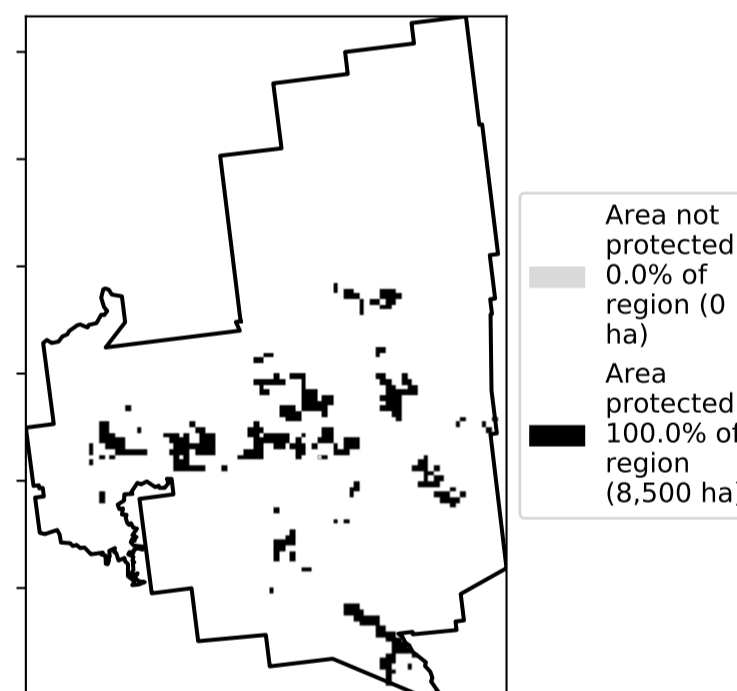 Area not
protected
0.0% of
region (0
ha)
Area
protected
100.0% of
region
(8,500 ha)